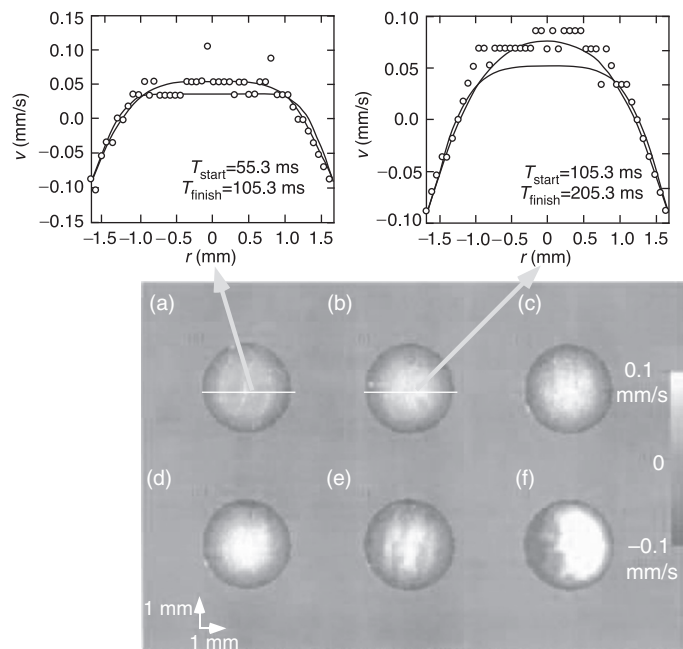 0.15
0.10
0.05
0.0
−0.05
−0.10
0.15
v (mm/s)
T_start=55.3 ms
T_finish=105.3 ms
−1.5 −1.0 −0.5 0 0.5 1.0 1.5
r (mm)
0.10
0.05
0.0
−0.05
−0.10
v (mm/s)
T_start=105.3 ms
T_finish=205.3 ms
−1.5 −1.0 −0.5 0 0.5 1.0 1.5
r (mm)
(a) (b) (c)
0.1
mm/s
0
−0.1
mm/s
(d) (e) (f)
1 mm
1 mm